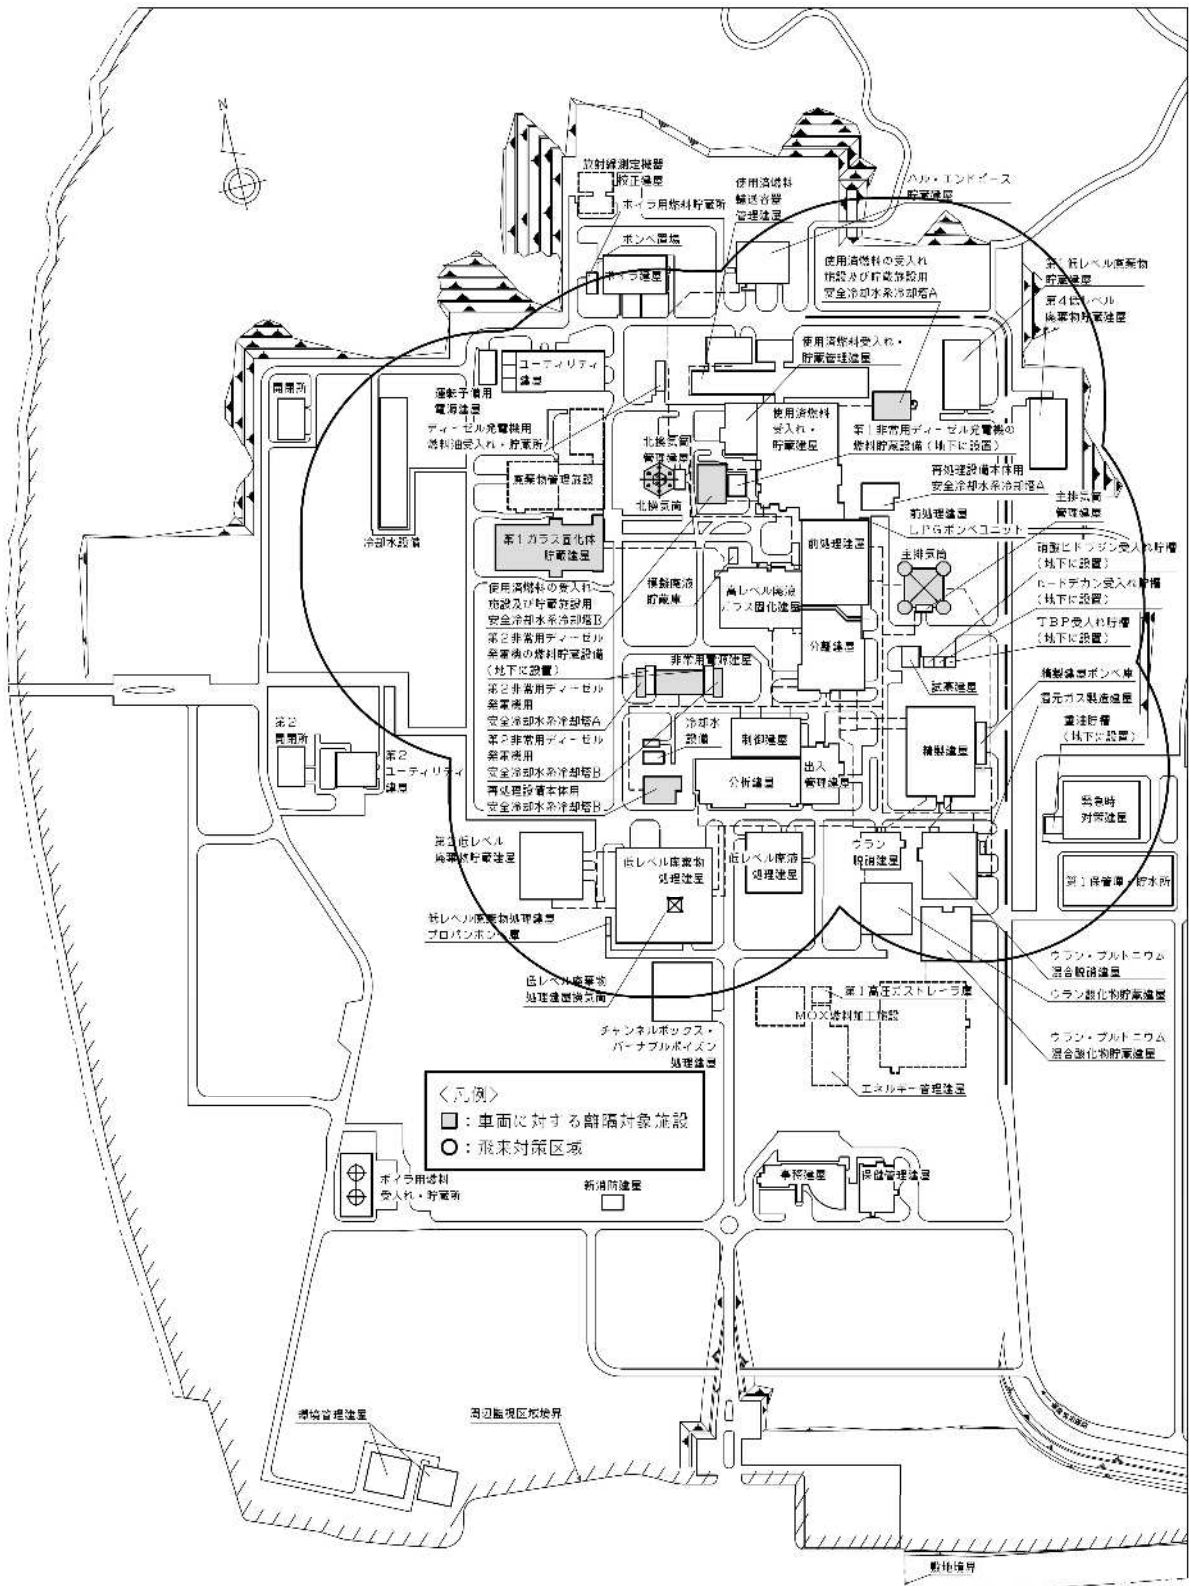 N
放射線測定機器
校正建屋
ボイラ用燃料貯蔵所
使用済燃料
輸送容器
管理建屋
ハル・エンドピース
貯蔵建屋
ボンベ置場
ボイラ建屋
使用済燃料の受入れ
施設及び貯蔵施設用
安全冷却水系冷却塔A
第1低レベル廃棄物
貯蔵建屋
第4低レベル
廃棄物貯蔵建屋
使用済燃料受入れ・
貯蔵管理建屋
ユーティリティ
建屋
運転予備用
電源建屋
開閉所
ディーゼル発電機用
燃料油受入れ・貯蔵所
北換気筒
管理建屋
使用済燃料
受入れ・
貯蔵建屋
第1非常用ディーゼル発電機の
燃料貯蔵設備(地下に設置)
再処理設備本体用
安全冷却水系冷却塔A
廃棄物管理施設
北換気筒
主排気筒
管理建屋
前処理建屋
LPGボンベユニット
冷却水設備
第1ガラス固化体
貯蔵建屋
前処理建屋
主排気筒
硝酸ヒドラジン受入れ貯槽
(地下に設置)
n-ドデカン受入れ貯槽
(地下に設置)
TBP受入れ貯槽
(地下に設置)
模擬廃液
貯蔵庫
高レベル廃液
ガラス固化建屋
使用済燃料の受入れ
施設及び貯蔵施設用
安全冷却水系冷却塔B
第2非常用ディーゼル
発電機の燃料貯蔵設備
(地下に設置)
分離建屋
非常用電源建屋
試薬建屋
精製建屋ボンベ庫
還元ガス製造建屋
重油貯槽
(地下に設置)
第2非常用ディーゼル
発電機用
安全冷却水系冷却塔A
第2非常用ディーゼル
発電機用
安全冷却水系冷却塔B
再処理設備本体用
安全冷却水系冷却塔B
冷却水
設備
制御建屋
精製建屋
第2
開閉所
第2
ユーティリティ
建屋
分析建屋
出入
管理建屋
緊急時
対策建屋
第2低レベル
廃棄物貯蔵建屋
低レベル廃棄物
処理建屋
低レベル廃液
処理建屋
ウラン
脱硝建屋
第1保管庫・貯水所
低レベル廃棄物処理建屋
プロパンボンベ庫
低レベル廃棄物
処理建屋換気筒
ウラン・プルトニウム
混合脱硝建屋
ウラン酸化物貯蔵建屋
第1高圧ガストレーラ庫
MOX燃料加工施設
チャンネルボックス・
バーナブルポイズン
処理建屋
ウラン・プルトニウム
混合酸化物貯蔵建屋
エネルギー管理建屋
<凡例>
:車両に対する離隔対象施設
:飛来対策区域
ボイラ用燃料
受入れ・貯蔵所
新消防建屋
事務建屋
保健管理建屋
環境管理建屋
周辺監視区域境界
敷地境界